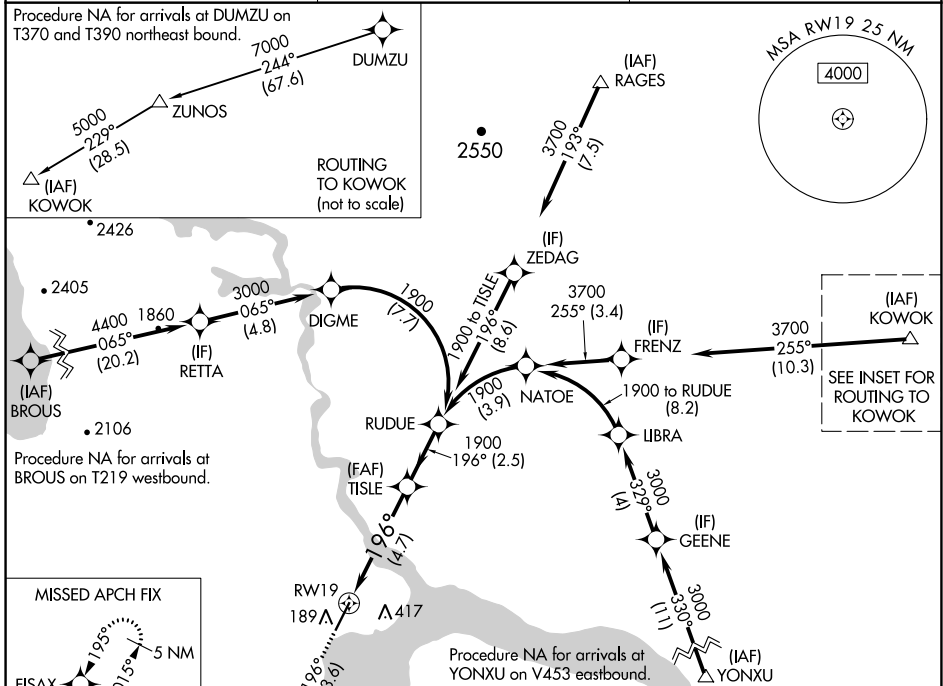 Procedure NA for arrivals at DUMZU on
T370 and T390 northeast bound.
7000
244°
(67.6)
DUMZU
ZUNOS
5000
229°
(28.5)
(IAF)
KOWOK
ROUTING
TO KOWOK
(not to scale)
(IAF)
RAGES
3700
193°
(7.5)
2550
MSA RW19 25 NM
4000
2426
2405
1860
4400
065°
(20.2)
(IAF)
BROUS
(IF)
RETTA
3000
065°
(4.8)
DIGME
1900
(7.7)
(IF)
ZEDAG
1900 to TISLE
196°
(8.6)
3700
255° (3.4)
(IF)
FRENZ
3700
255°
(10.3)
(IAF)
KOWOK
SEE INSET FOR
ROUTING TO
KOWOK
NATOE
1900
(3.9)
1900 to RUDUE
(8.2)
LIBRA
RUDUE
2106
Procedure NA for arrivals at
BROUS on T219 westbound.
1900
196° (2.5)
(FAF)
TISLE
3000
329°
(4)
(IF)
GEENE
196°
(4.7)
3000
330°
(11)
(IAF)
YONXU
RW19
189
417
Procedure NA for arrivals at
YONXU on V453 eastbound.
MISSED APCH FIX
195°
015°
5 NM
196°